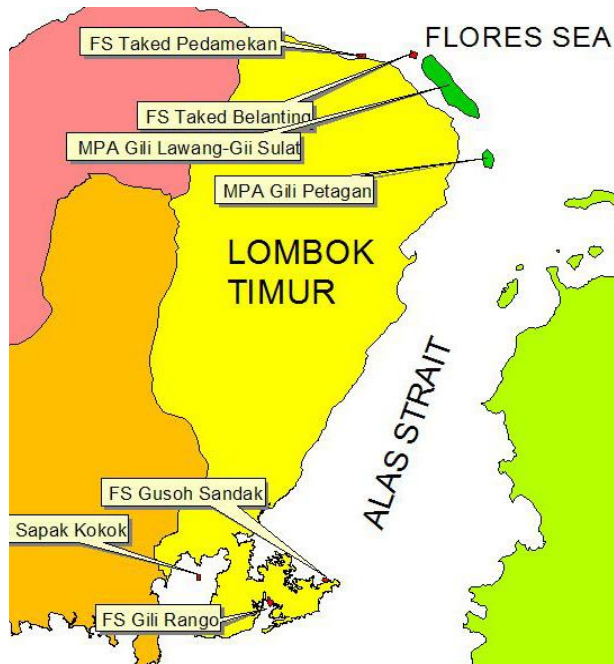 FS Taked Pedamekan
FLORES SEA
FS Taked Belanting
MPA Gili Lawang-Gii Sulat
MPA Gili Petagan
LOMBOK
TIMUR
ALAS STRAIT
FS Gusoh Sandak
Sapak Kokok
FS Gili Rango